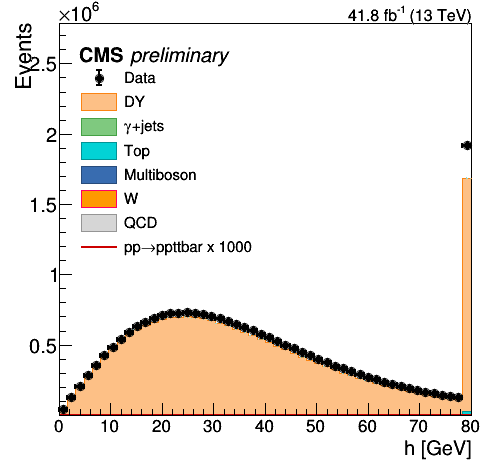 ×10⁶
41.8 fb⁻¹ (13 TeV)
Events
CMS preliminary
Data
DY
γ+jets
Top
Multiboson
W
QCD
pp→ppttbar x 1000
2.5
2
1.5
1
0.5
0 10 20 30 40 50 60 70 80
h [GeV]